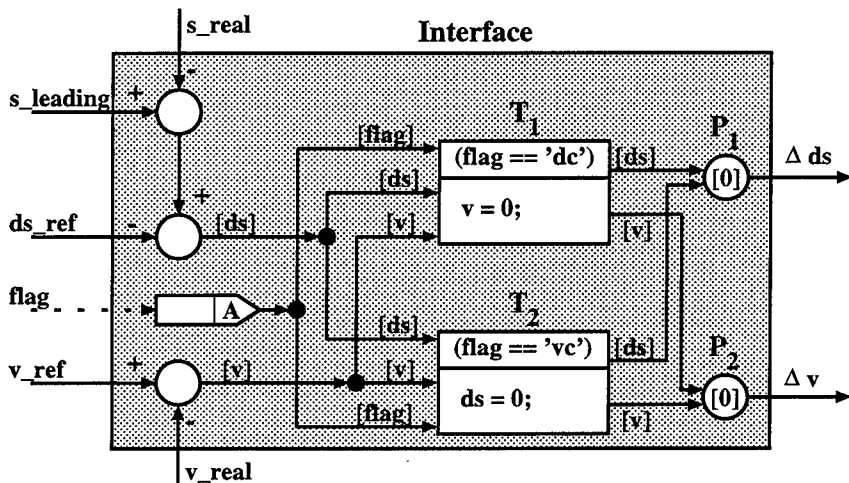 s_real
Interface
-
s_leading
+
[flag]
T1
P1
(flag == 'dc')
[ds]
Δ ds
[0]
+
[ds]
v = 0;
ds_ref
-
[ds]
[v]
[v]
flag
A
T2
[ds]
(flag == 'vc')
[ds]
P2
v_ref
+
[v]
[v]
Δ v
ds = 0;
[0]
[flag]
[v]
-
v_real